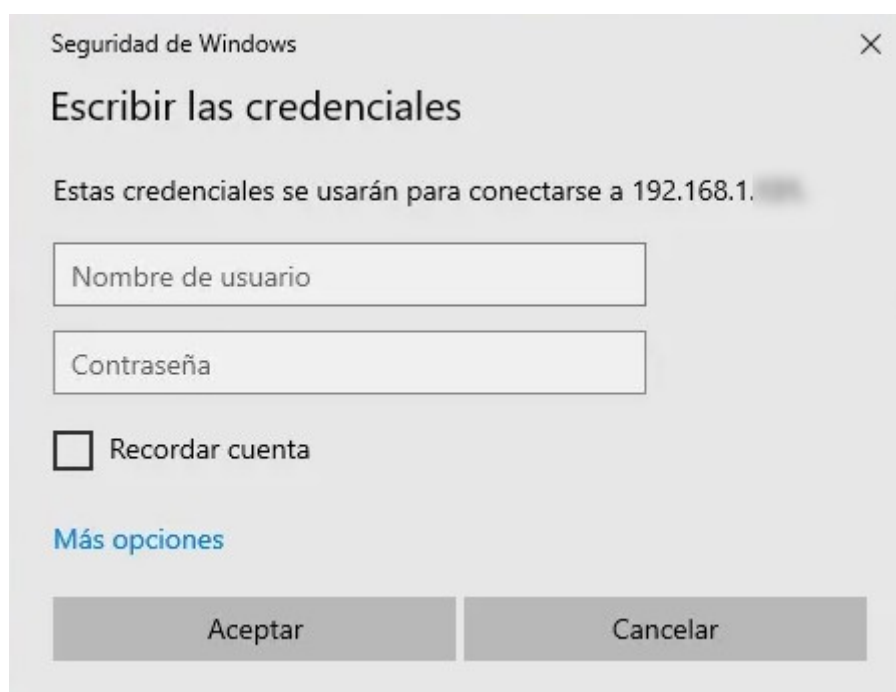 Seguridad de Windows
Escribir las credenciales
Estas credenciales se usarán para conectarse a 192.168.1.
Nombre de usuario
Contraseña
Recordar cuenta
Más opciones
Aceptar Cancelar